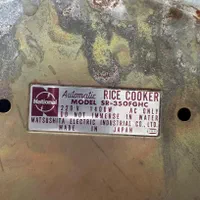 National
Automatic RICE COOKER
MODEL SR-350FGHC
220V 1400W AC ONLY
DO NOT IMMERSE IN WATER
MATSUSHITA ELECTRIC INDUSTRIAL CO., LTD.
MADE IN JAPAN